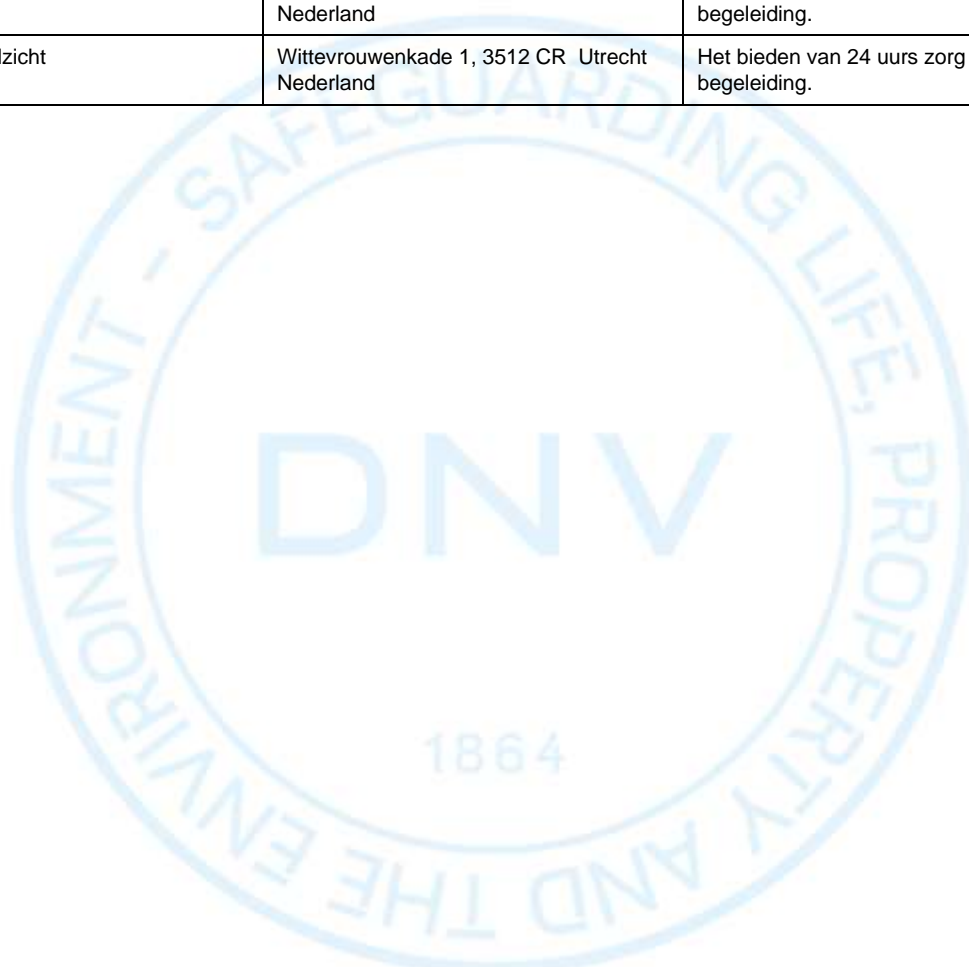 Nederland
begeleiding.
Wittevrouwenkade 1, 3512 CR Utrecht
Nederland
Het bieden van 24 uurs zorg
begeleiding.
SAFEGUARDING LIFE, PROPERTY AND THE ENVIRONMENT -
DNV
1864